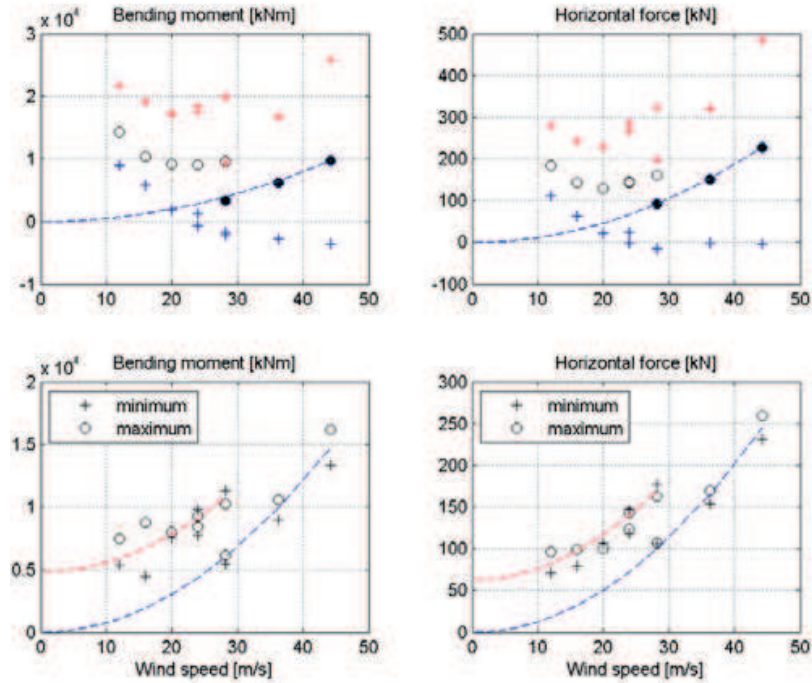 Bending moment [kNm]
Horizontal force [kN]
x 10⁴
3
2
1
0
-1
0 10 20 30 40 50
500
400
300
200
100
0
-100
0 10 20 30 40 50
Bending moment [kNm]
Horizontal force [kN]
x 10⁴
2
1.5
1
0.5
0
minimum
maximum
0 10 20 30 40 50
Wind speed [m/s]
300
250
200
150
100
50
0
minimum
maximum
0 10 20 30 40 50
Wind speed [m/s]